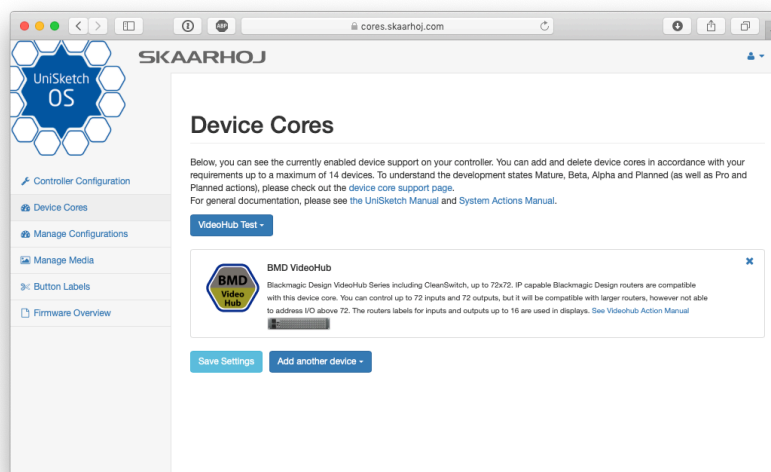 ABP
cores.skaarhoj.com
UniSketch
OS
SKAARHOJ
Controller Configuration
Device Cores
Manage Configurations
Manage Media
Button Labels
Firmware Overview
Device Cores
Below, you can see the currently enabled device support on your controller. You can add and delete device cores in accordance with your
requirements up to a maximum of 14 devices. To understand the development states Mature, Beta, Alpha and Planned (as well as Pro and
Planned actions), please check out the device core support page.
For general documentation, please see the UniSketch Manual and System Actions Manual.
VideoHub Test
BMD
Video
Hub
BMD VideoHub
Blackmagic Design VideoHub Series including CleanSwitch, up to 72x72. IP capable Blackmagic Design routers are compatible
with this device core. You can control up to 72 inputs and 72 outputs, but it will be compatible with larger routers, however not able
to address I/O above 72. The routers labels for inputs and outputs up to 16 are used in displays. See Videohub Action Manual
Save Settings
Add another device